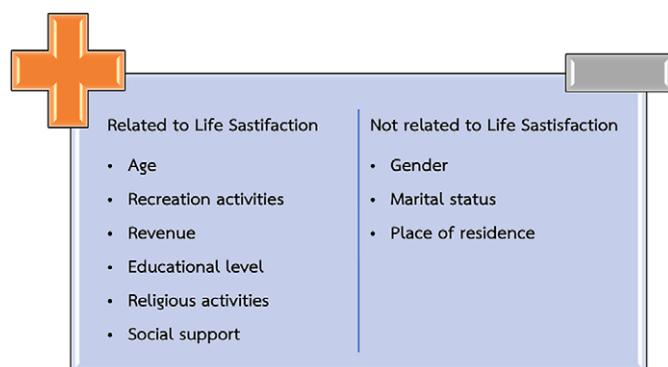 Related to Life Sastifaction
• Age
• Recreation activities
• Revenue
• Educational level
• Religious activities
• Social support
Not related to Life Sastisfaction
• Gender
• Marital status
• Place of residence